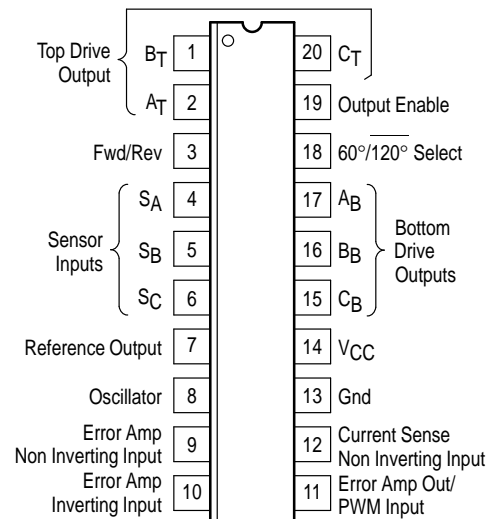 Top Drive
Output
BT 1
20 CT
AT 2
19 Output Enable
Fwd/Rev 3
18 60°/120° Select
Sensor
Inputs
SA 4
17 AB
SB 5
16 BB
SC 6
15 CB
Bottom
Drive
Outputs
Reference Output 7
14 VCC
Oscillator 8
13 Gnd
Error Amp
Non Inverting Input
9
12
Current Sense
Non Inverting Input
Error Amp
Inverting Input
10
11
Error Amp Out/
PWM Input